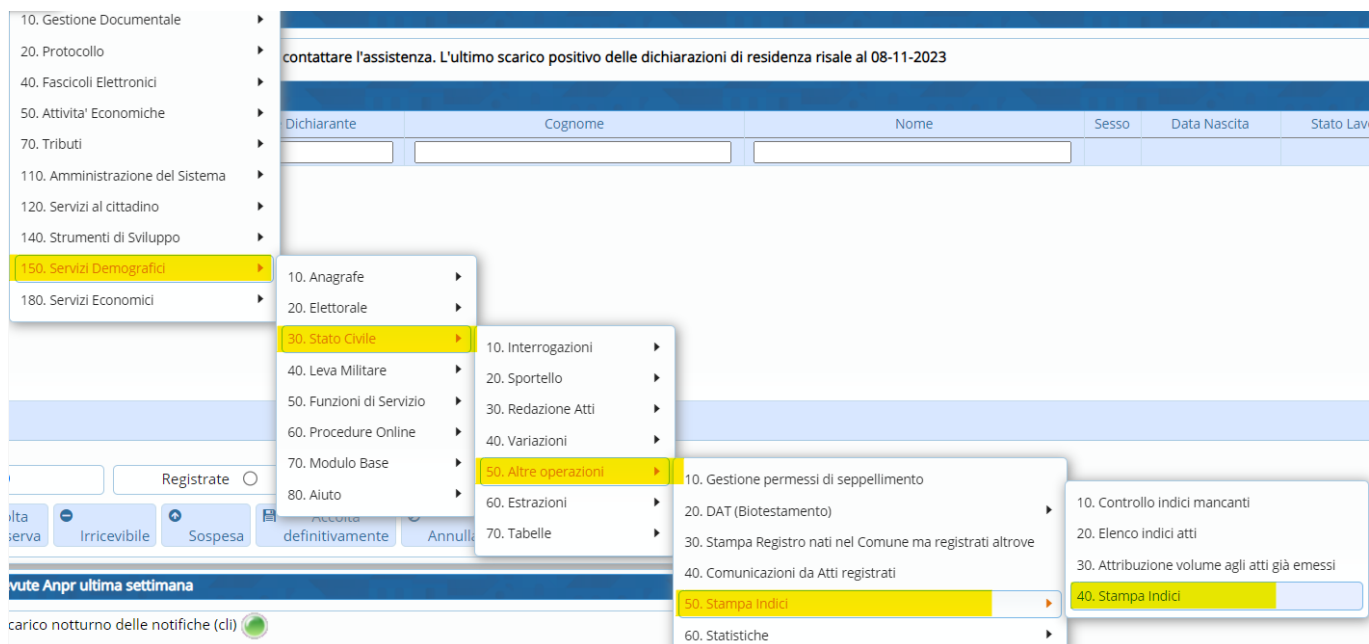 10. Gestione Documentale
20. Protocollo
40. Fascicoli Elettronici
50. Attivita' Economiche
70. Tributi
110. Amministrazione del Sistema
120. Servizi al cittadino
140. Strumenti di Sviluppo
150. Servizi Demografici
180. Servizi Economici
contattare l'assistenza. L'ultimo scarico positivo delle dichiarazioni di residenza risale al 08-11-2023
Dichiarante Cognome Nome Sesso Data Nascita Stato Lav
10. Anagrafe
20. Elettorale
30. Stato Civile
40. Leva Militare
50. Funzioni di Servizio
60. Procedure Online
70. Modulo Base
80. Aiuto
10. Interrogazioni
20. Sportello
30. Redazione Atti
40. Variazioni
50. Altre operazioni
60. Estrazioni
70. Tabelle
10. Gestione permessi di seppellimento
20. DAT (Biotestamento)
30. Stampa Registro nati nel Comune ma registrati altrove
40. Comunicazioni da Atti registrati
50. Stampa Indici
60. Statistiche
10. Controllo indici mancanti
20. Elenco indici atti
30. Attribuzione volume agli atti già emessi
40. Stampa Indici
Registrate
olta
serva
Irricevibile
Sospesa
Accolta
definitivamente
Annulla
vute Anpr ultima settimana
carico notturno delle notifiche (cli)